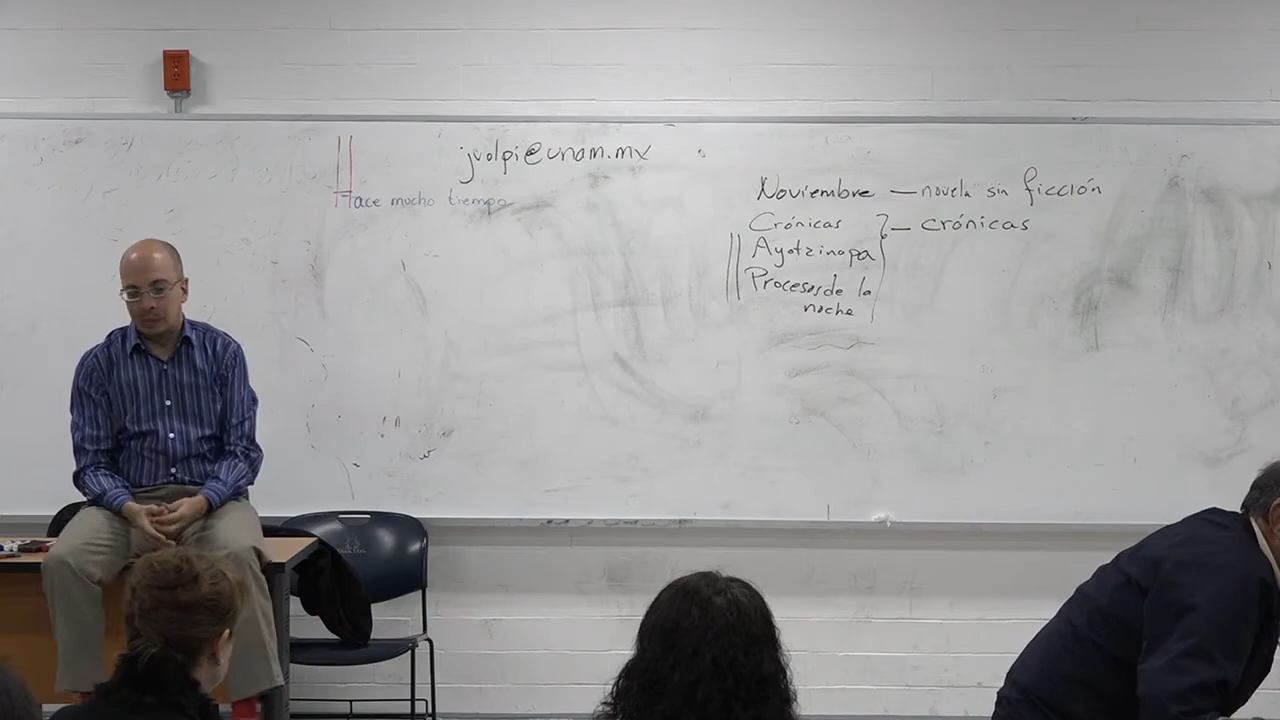 jvolpi@unam.mx
Hace mucho tiempo
Noviembre — novela sin ficción
Crónicas } — crónicas
Ayotzinapa
Procesos de la
noche